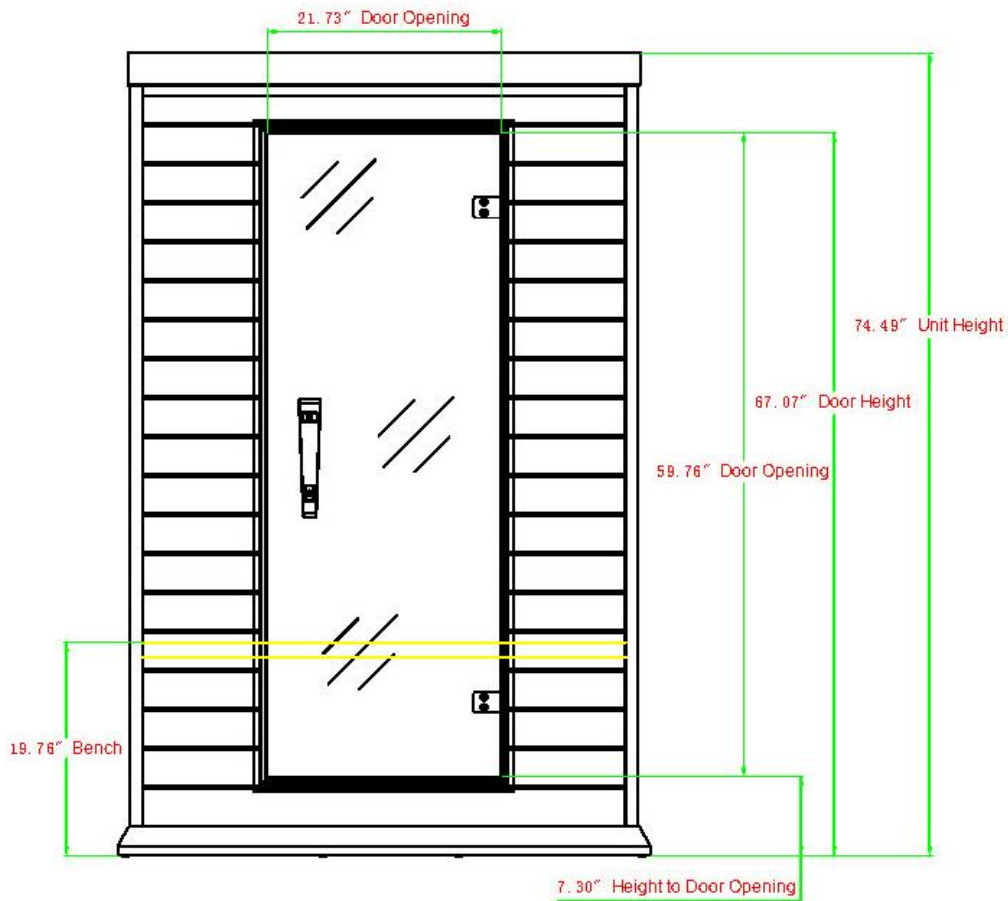 21.73" Door Opening
74.49" Unit Height
67.07" Door Height
59.76" Door Opening
19.76" Bench
7.30" Height to Door Opening